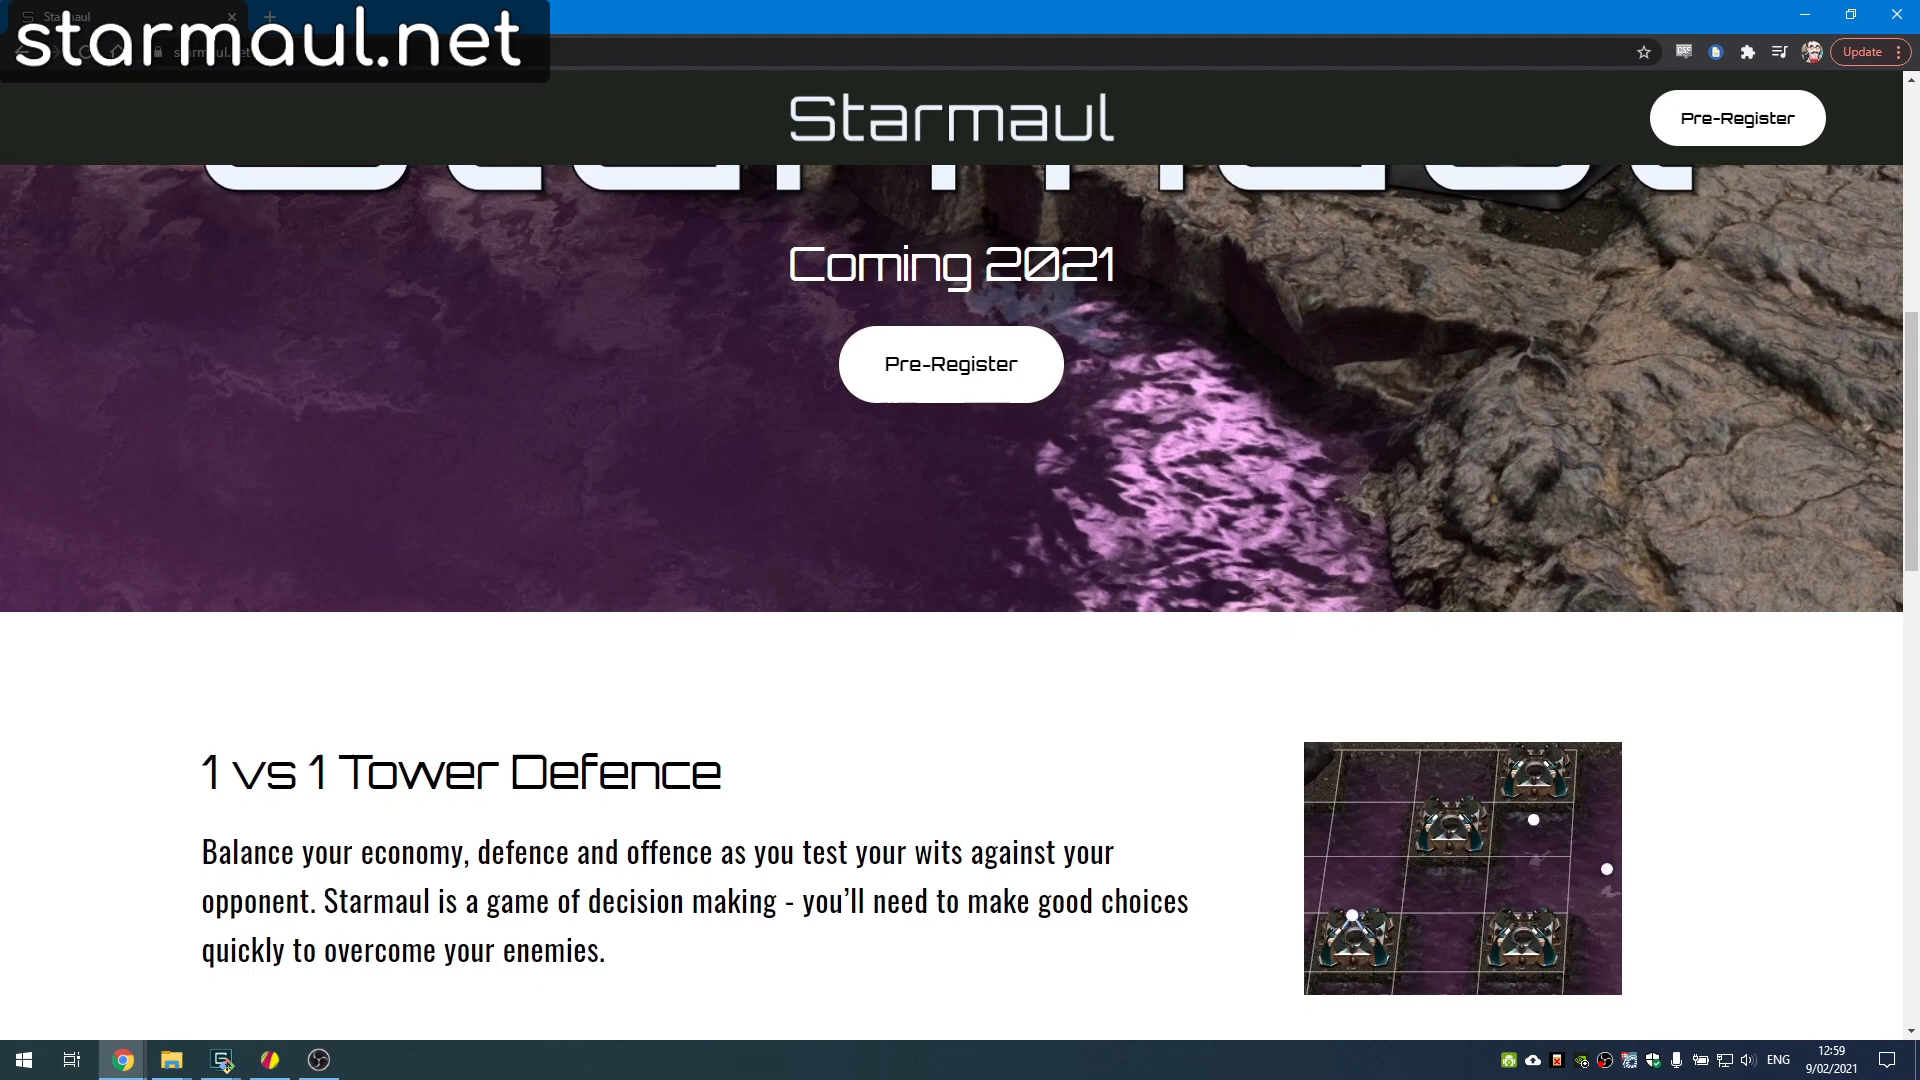 Starmaul
starmaul.net
Update
Starmaul
Pre-Register
Coming 2021
Pre-Register
1 vs 1 Tower Defence
Balance your economy, defence and offence as you test your wits against your
opponent. Starmaul is a game of decision making - you’ll need to make good choices
quickly to overcome your enemies.
ENG
12:59
9/02/2021